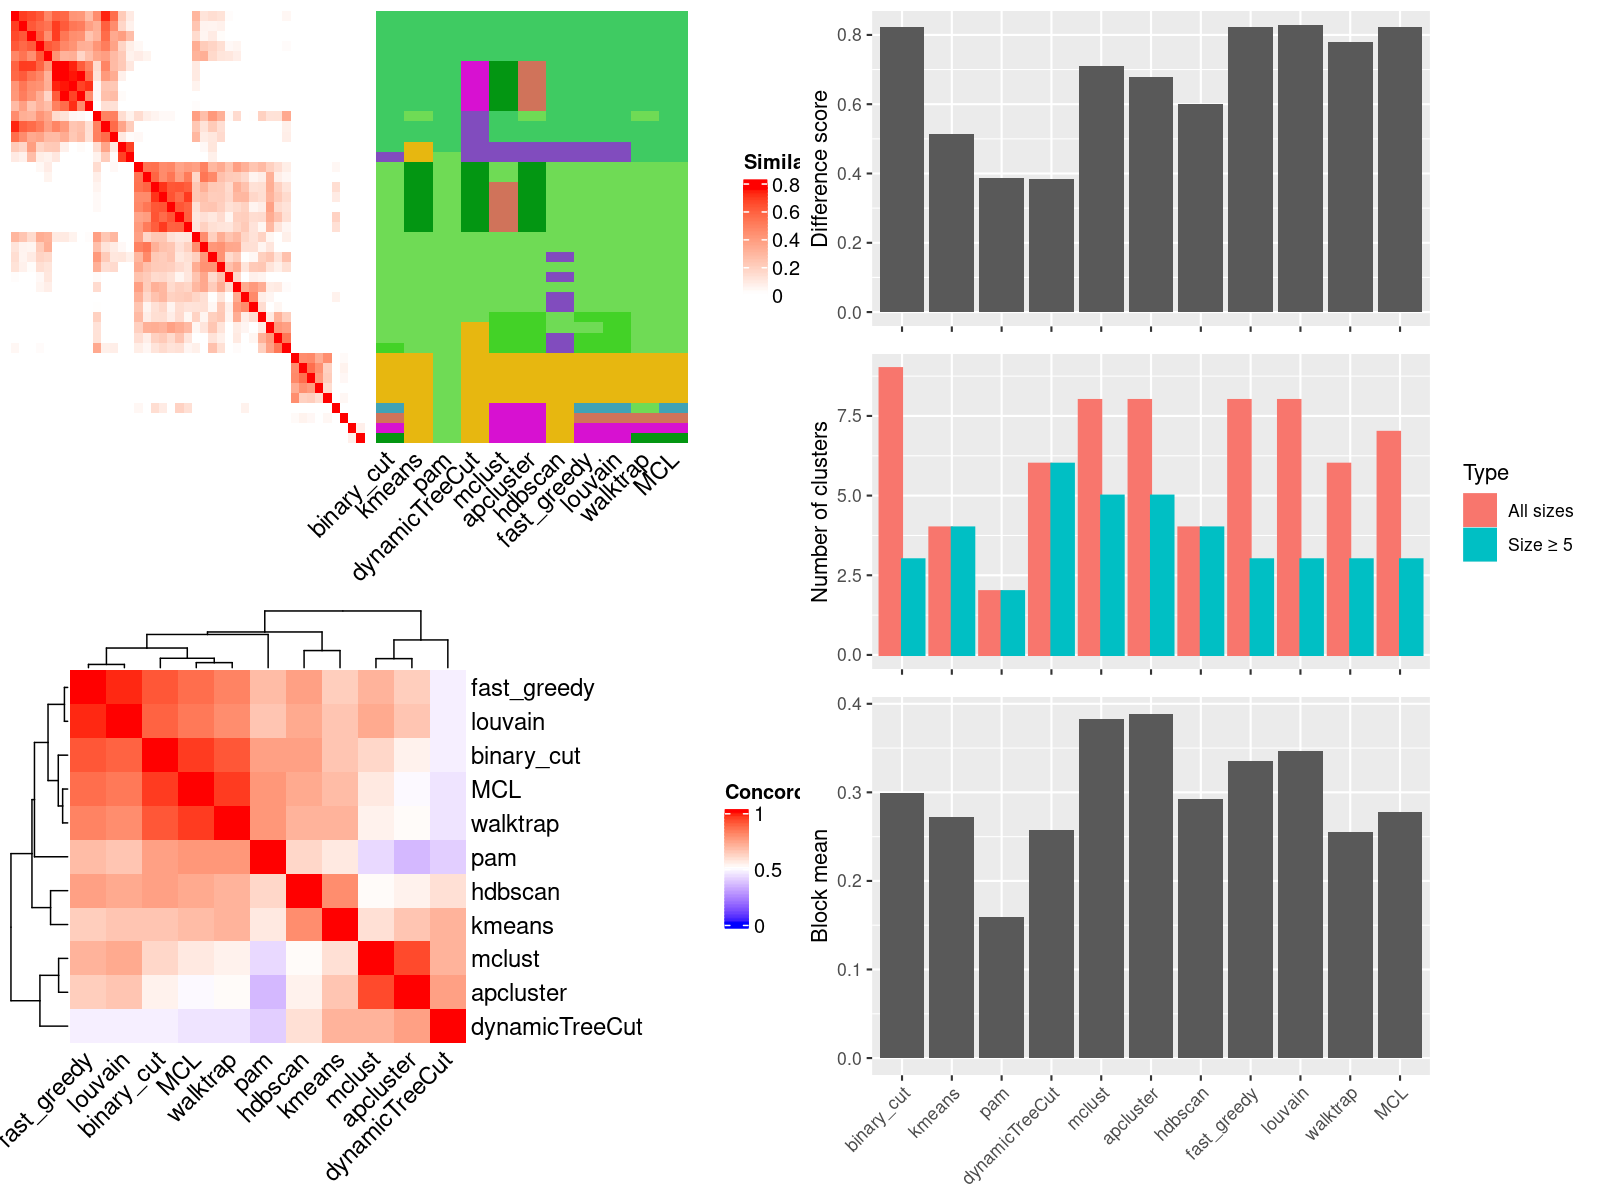 Simila
0.8
0.6
0.4
0.2
0
binary_cut
kmeans
pam
dynamicTreeCut
mclust
apcluster
hdbscan
fast_greedy
louvain
walktrap
MCL
fast_greedy
louvain
binary_cut
MCL
walktrap
pam
hdbscan
kmeans
mclust
apcluster
dynamicTreeCut
Concord
1
0.5
0
fast_greedy
louvain
binary_cut
MCL
walktrap
pam
hdbscan
kmeans
mclust
apcluster
dynamicTreeCut
Difference score
0.8
0.6
0.4
0.2
0.0
Number of clusters
7.5
5.0
2.5
0.0
Type
All sizes
Size ≥ 5
Block mean
0.4
0.3
0.2
0.1
0.0
binary_cut
kmeans
pam
dynamicTreeCut
mclust
apcluster
hdbscan
fast_greedy
louvain
walktrap
MCL